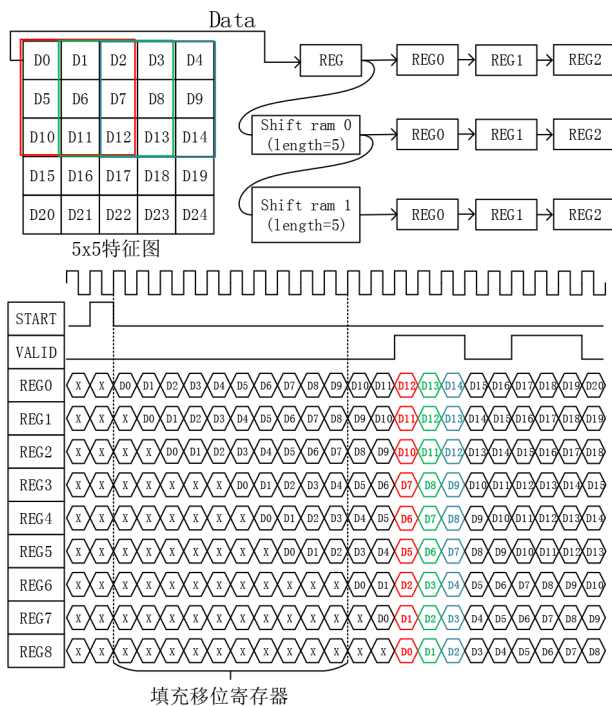 Data
D0 D1 D2 D3 D4
REG REG0 REG1 REG2
D5 D6 D7 D8 D9
D10 D11 D12 D13 D14
Shift ram 0
(length=5)
REG0 REG1 REG2
D15 D16 D17 D18 D19
D20 D21 D22 D23 D24
Shift ram 1
(length=5)
REG0 REG1 REG2
5x5特征图
START
VALID
REG0 X X D0 D1 D2 D3 D4 D5 D6 D7 D8 D9 D10 D11 D12 D13 D14 D15 D16 D17 D18 D19 D20
REG1 X X X D0 D1 D2 D3 D4 D5 D6 D7 D8 D9 D10 D11 D12 D13 D14 D15 D16 D17 D18 D19
REG2 X X X X D0 D1 D2 D3 D4 D5 D6 D7 D8 D9 D10 D11 D12 D13 D14 D15 D16 D17 D18
REG3 X X X X X X X D0 D1 D2 D3 D4 D5 D6 D7 D8 D9 D10 D11 D12 D13 D14 D15
REG4 X X X X X X X X D0 D1 D2 D3 D4 D5 D6 D7 D8 D9 D10 D11 D12 D13 D14
REG5 X X X X X X X X X D0 D1 D2 D3 D4 D5 D6 D7 D8 D9 D10 D11 D12 D13
REG6 X X X X X X X X X X X X D0 D1 D2 D3 D4 D5 D6 D7 D8 D9 D10
REG7 X X X X X X X X X X X X X D0 D1 D2 D3 D4 D5 D6 D7 D8 D9
REG8 X X X X X X X X X X X X X X D0 D1 D2 D3 D4 D5 D6 D7 D8
填充移位寄存器